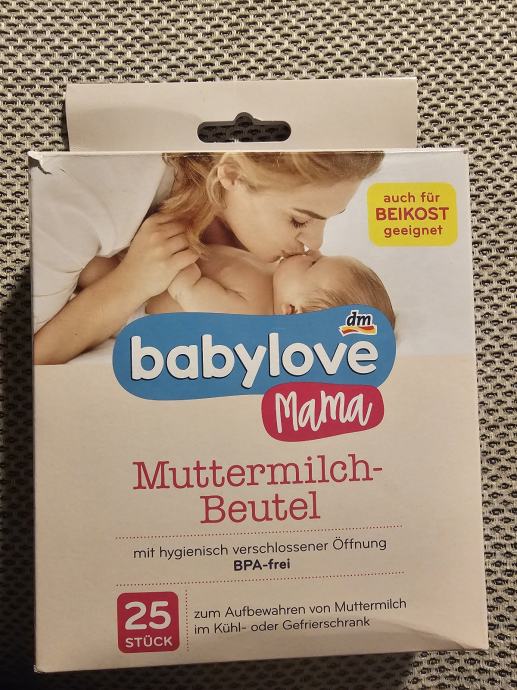 auch für
BEIKOST
geeignet
dm
babylove
Mama
Muttermilch-
Beutel
mit hygienisch verschlossener Öffnung
BPA-frei
25
STÜCK
zum Aufbewahren von Muttermilch
im Kühl- oder Gefrierschrank